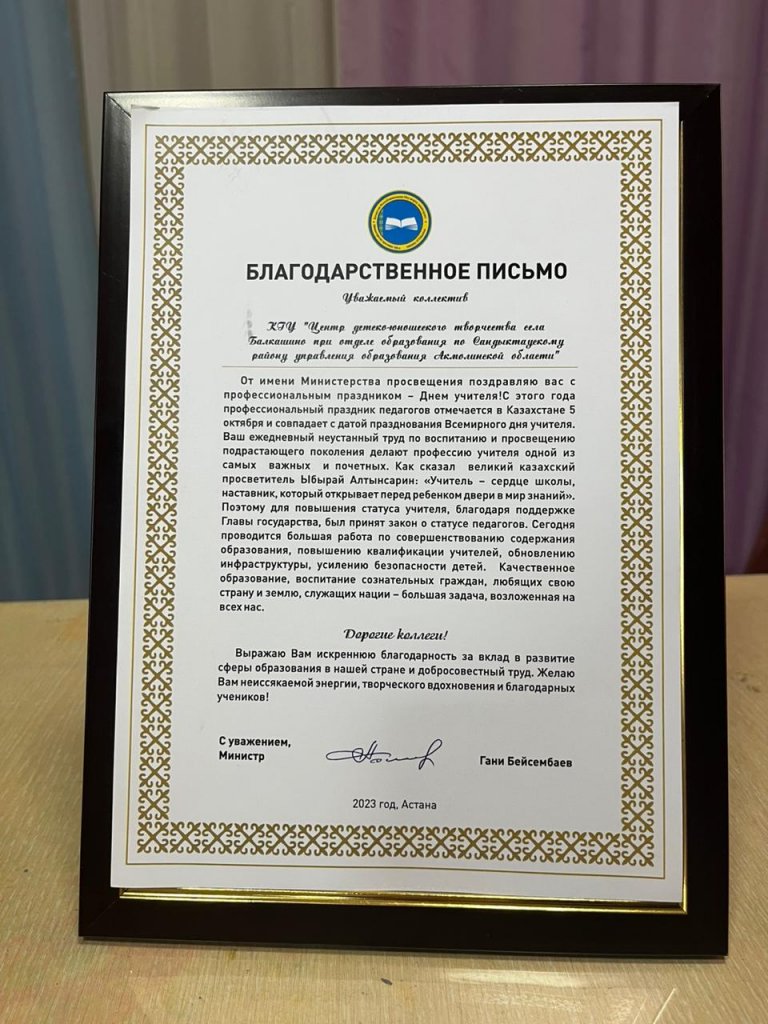 БЛАГОДАРСТВЕННОЕ ПИСЬМО
Уважаемый коллектив
КГУ "Центр детско-юношеского творчества села
Балкашино при отделе образования по Сандыктаускому
району управления образования Акмолинской области"
От имени Министерства просвещения поздравляю вас с
профессиональным праздником – Днем учителя!С этого года
профессиональный праздник педагогов отмечается в Казахстане 5
октября и совпадает с датой празднования Всемирного дня учителя.
Ваш ежедневный неустанный труд по воспитанию и просвещению
подрастающего поколения делают профессию учителя одной из
самых важных и почетных. Как сказал великий казахский
просветитель Ыбырай Алтынсарин: «Учитель – сердце школы,
наставник, который открывает перед ребенком двери в мир знаний».
Поэтому для повышения статуса учителя, благодаря поддержке
Главы государства, был принят закон о статусе педагогов. Сегодня
проводится большая работа по совершенствованию содержания
образования, повышению квалификации учителей, обновлению
инфраструктуры, усилению безопасности детей. Качественное
образование, воспитание сознательных граждан, любящих свою
страну и землю, служащих нации – большая задача, возложенная на
всех нас.
Дорогие коллеги!
Выражаю Вам искреннюю благодарность за вклад в развитие
сферы образования в нашей стране и добросовестный труд. Желаю
Вам неиссякаемой энергии, творческого вдохновения и благодарных
учеников!
С уважением,
Министр
Гани Бейсембаев
2023 год, Астана